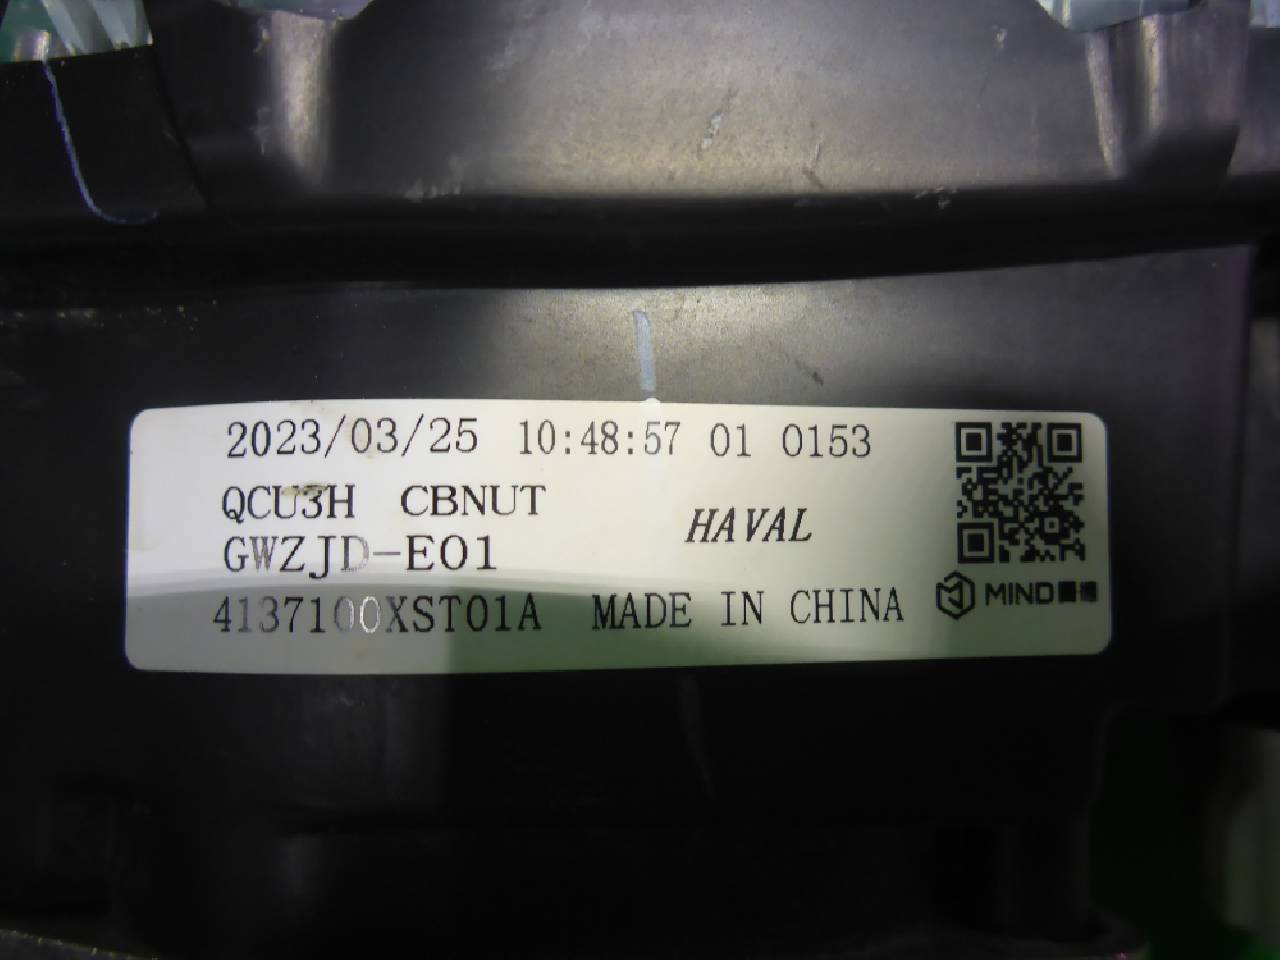 2023/03/25 10:48:57 01 0153
QCU3H CBNUT
HAVAL
GWZJD-E01
4137100XST01A MADE IN CHINA
MIND